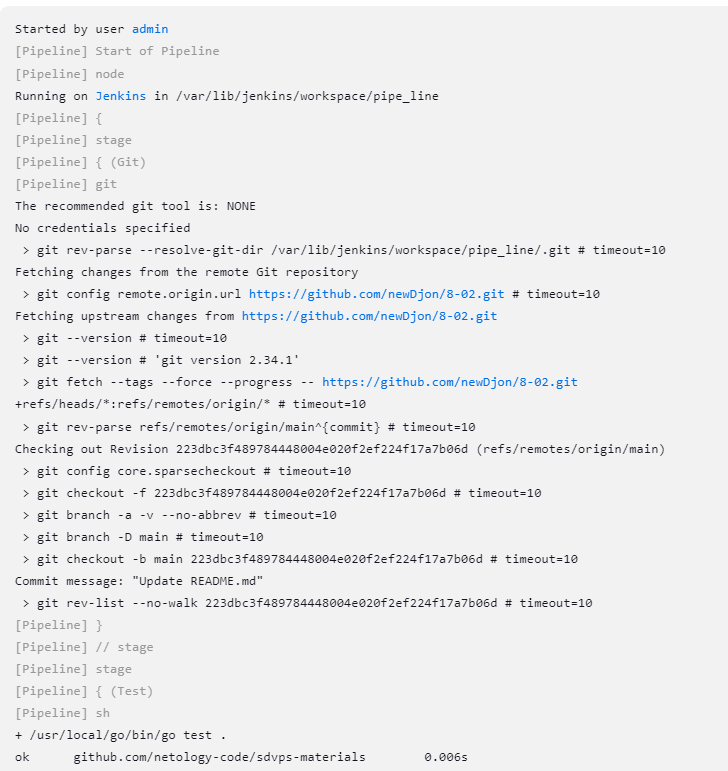 Started by user admin
[Pipeline] Start of Pipeline
[Pipeline] node
Running on Jenkins in /var/lib/jenkins/workspace/pipe_line
[Pipeline] {
[Pipeline] stage
[Pipeline] { (Git)
[Pipeline] git
The recommended git tool is: NONE
No credentials specified
 > git rev-parse --resolve-git-dir /var/lib/jenkins/workspace/pipe_line/.git # timeout=10
Fetching changes from the remote Git repository
 > git config remote.origin.url https://github.com/newDjon/8-02.git # timeout=10
Fetching upstream changes from https://github.com/newDjon/8-02.git
 > git --version # timeout=10
 > git --version # 'git version 2.34.1'
 > git fetch --tags --force --progress -- https://github.com/newDjon/8-02.git
+refs/heads/*:refs/remotes/origin/* # timeout=10
 > git rev-parse refs/remotes/origin/main^{commit} # timeout=10
Checking out Revision 223dbc3f489784448004e020f2ef224f17a7b06d (refs/remotes/origin/main)
 > git config core.sparsecheckout # timeout=10
 > git checkout -f 223dbc3f489784448004e020f2ef224f17a7b06d # timeout=10
 > git branch -a -v --no-abbrev # timeout=10
 > git branch -D main # timeout=10
 > git checkout -b main 223dbc3f489784448004e020f2ef224f17a7b06d # timeout=10
Commit message: "Update README.md"
 > git rev-list --no-walk 223dbc3f489784448004e020f2ef224f17a7b06d # timeout=10
[Pipeline] }
[Pipeline] // stage
[Pipeline] stage
[Pipeline] { (Test)
[Pipeline] sh
+ /usr/local/go/bin/go test .
ok      github.com/netology-code/sdvps-materials        0.006s